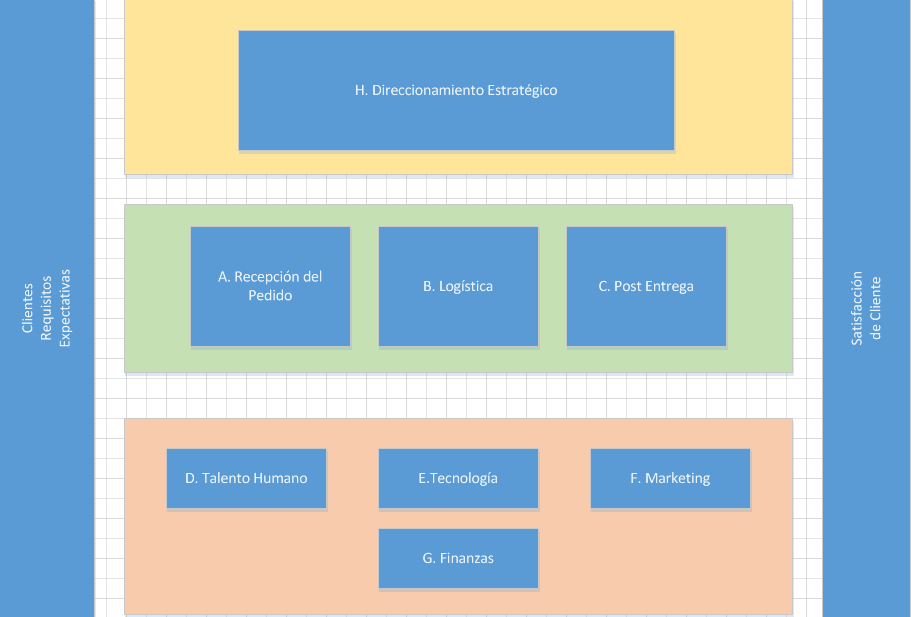 H. Direccionamiento Estratégico
Clientes
Requisitos
Expectativas
A. Recepción del
Pedido
B. Logística
C. Post Entrega
Satisfacción
de Cliente
D. Talento Humano
E.Tecnología
F. Marketing
G. Finanzas